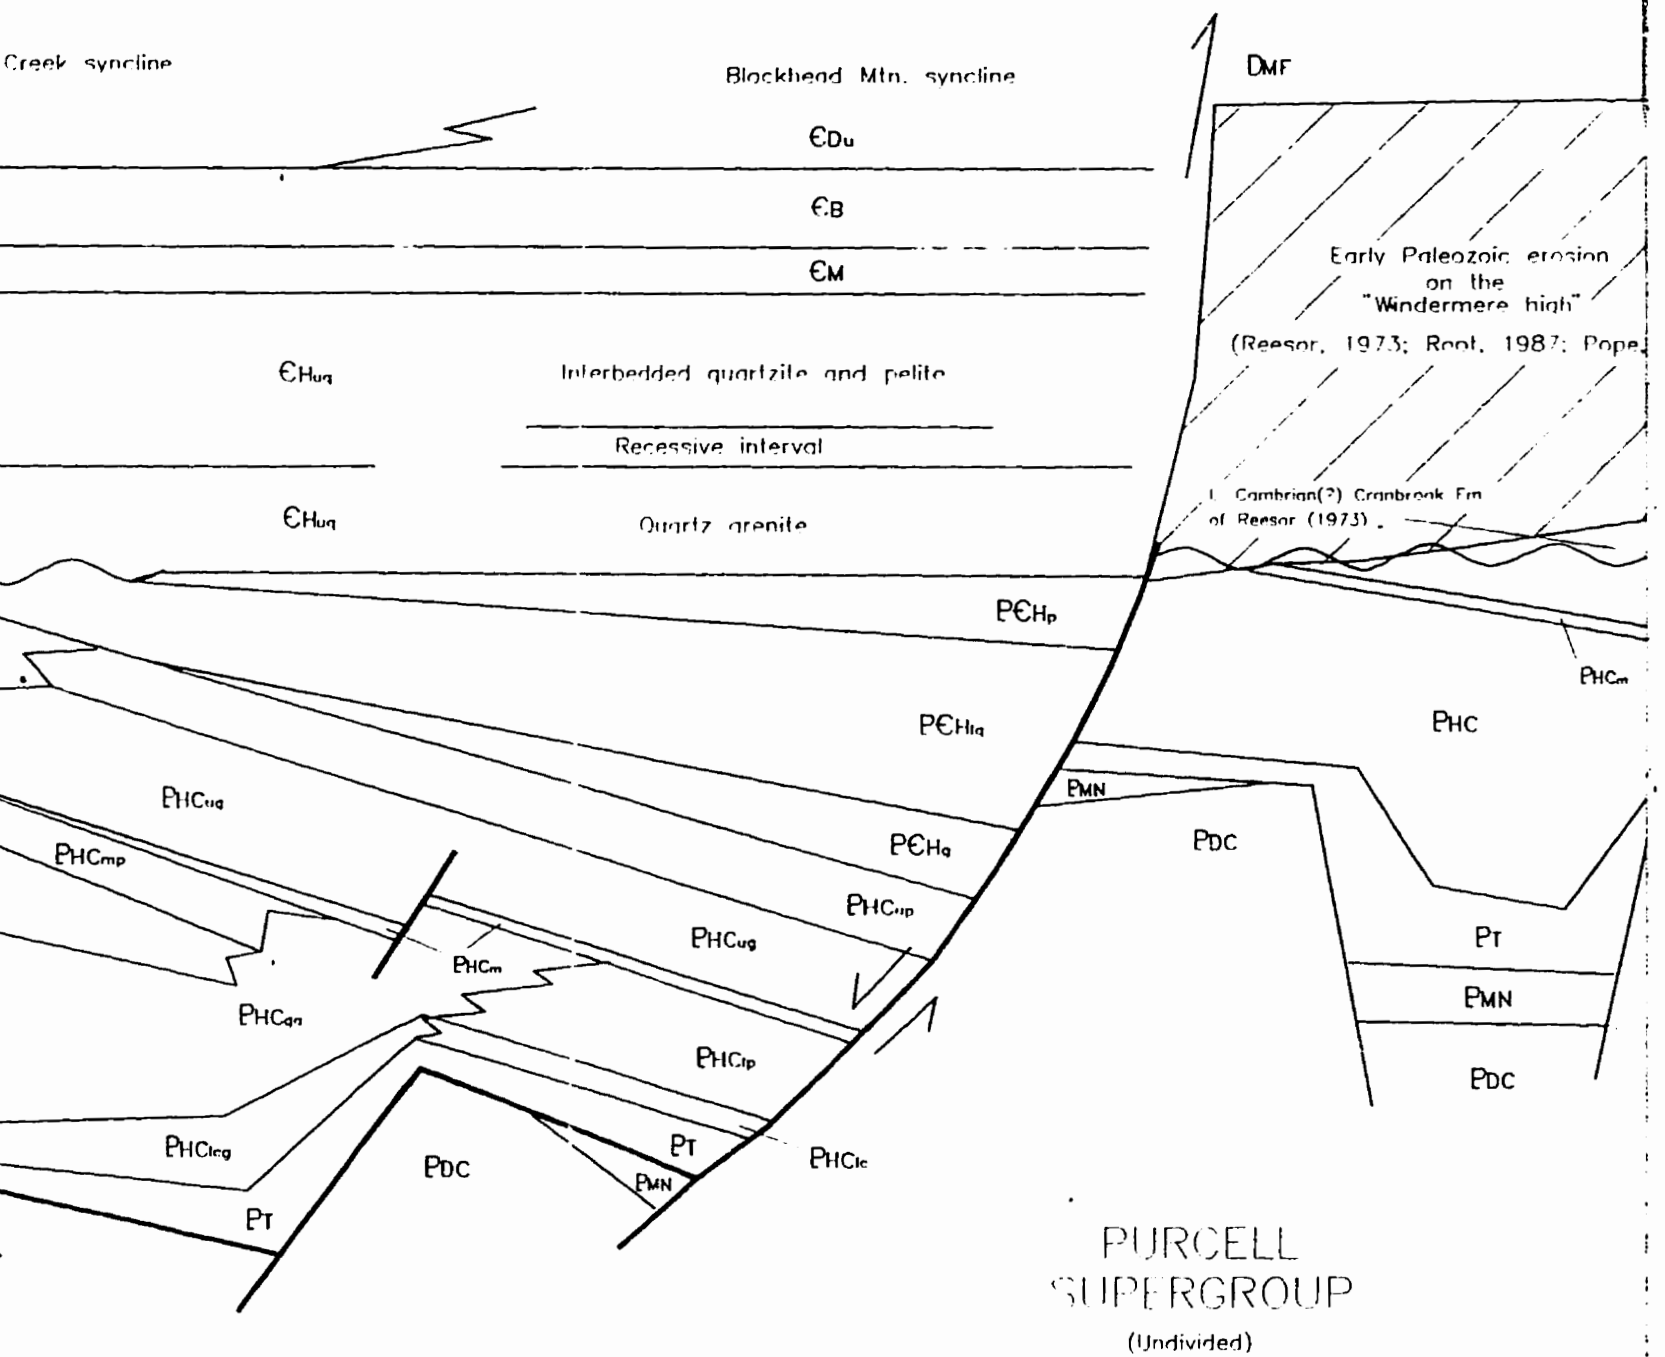 Creek syncline
Blockhead Mtn. syncline
DMF
ЄDu
ЄB
ЄM
Early Paleozoic erosion
on the
"Windermere high"
(Reesor, 1973; Root, 1987; Pope,
ЄHuq
Interbedded quartzite and pelite
Recessive interval
L. Cambrian(?) Cranbrook Fm
of Reesor (1973)
ЄHuq
Quartz arenite
PЄHp
PHCm
PHC
PЄHlq
PHCug
PMN
PDC
PЄHq
PHCmp
PHCup
PHCug
PT
PHCm
PMN
PHCgn
PHClp
PDC
PHClcg
PT
PHClc
PDC
PMN
PT
PURCELL
SUPERGROUP
(Undivided)